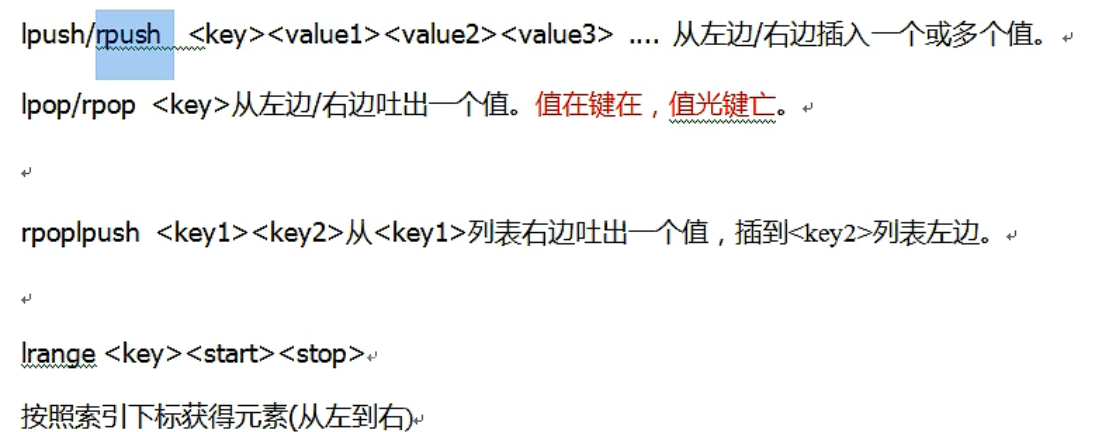 lpush/rpush  <key><value1><value2><value3>  .... 从左边/右边插入一个或多个值。
lpop/rpop  <key>从左边/右边吐出一个值。值在键在，值光键亡。
rpoplpush  <key1><key2>从<key1>列表右边吐出一个值，插到<key2>列表左边。
lrange <key><start><stop>
按照索引下标获得元素(从左到右)